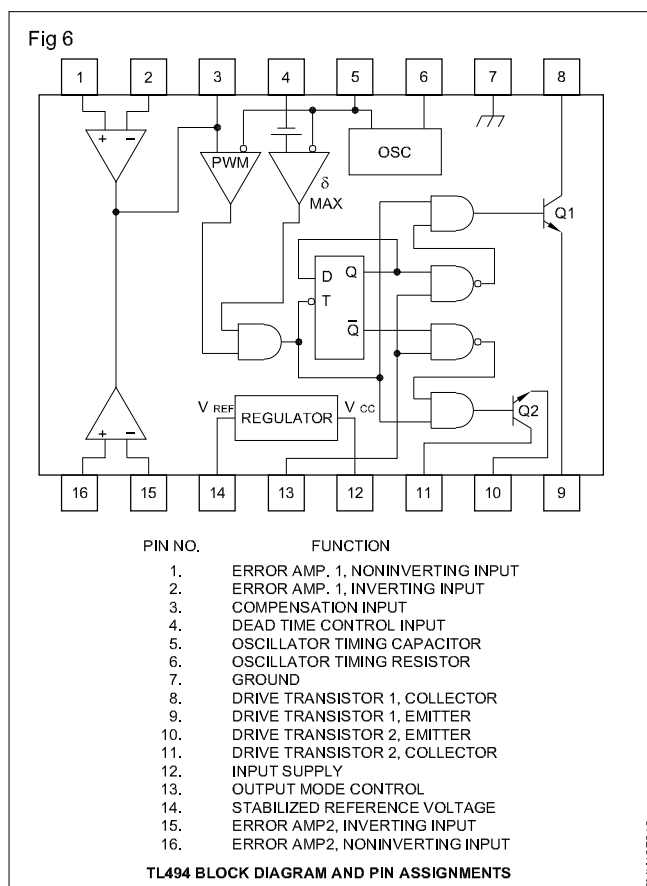 Fig 6
1 2 3 4 5 6 7 8
+ − PWM δ OSC
MAX
Q1
D Q
T
Q̅
V REF REGULATOR V CC
Q2
+ −
16 15 14 13 12 11 10 9
PIN NO. FUNCTION
1. ERROR AMP. 1, NONINVERTING INPUT
2. ERROR AMP. 1, INVERTING INPUT
3. COMPENSATION INPUT
4. DEAD TIME CONTROL INPUT
5. OSCILLATOR TIMING CAPACITOR
6. OSCILLATOR TIMING RESISTOR
7. GROUND
8. DRIVE TRANSISTOR 1, COLLECTOR
9. DRIVE TRANSISTOR 1, EMITTER
10. DRIVE TRANSISTOR 2, EMITTER
11. DRIVE TRANSISTOR 2, COLLECTOR
12. INPUT SUPPLY
13. OUTPUT MODE CONTROL
14. STABILIZED REFERENCE VOLTAGE
15. ERROR AMP2, INVERTING INPUT
16. ERROR AMP2, NONINVERTING INPUT
TL494 BLOCK DIAGRAM AND PIN ASSIGNMENTS